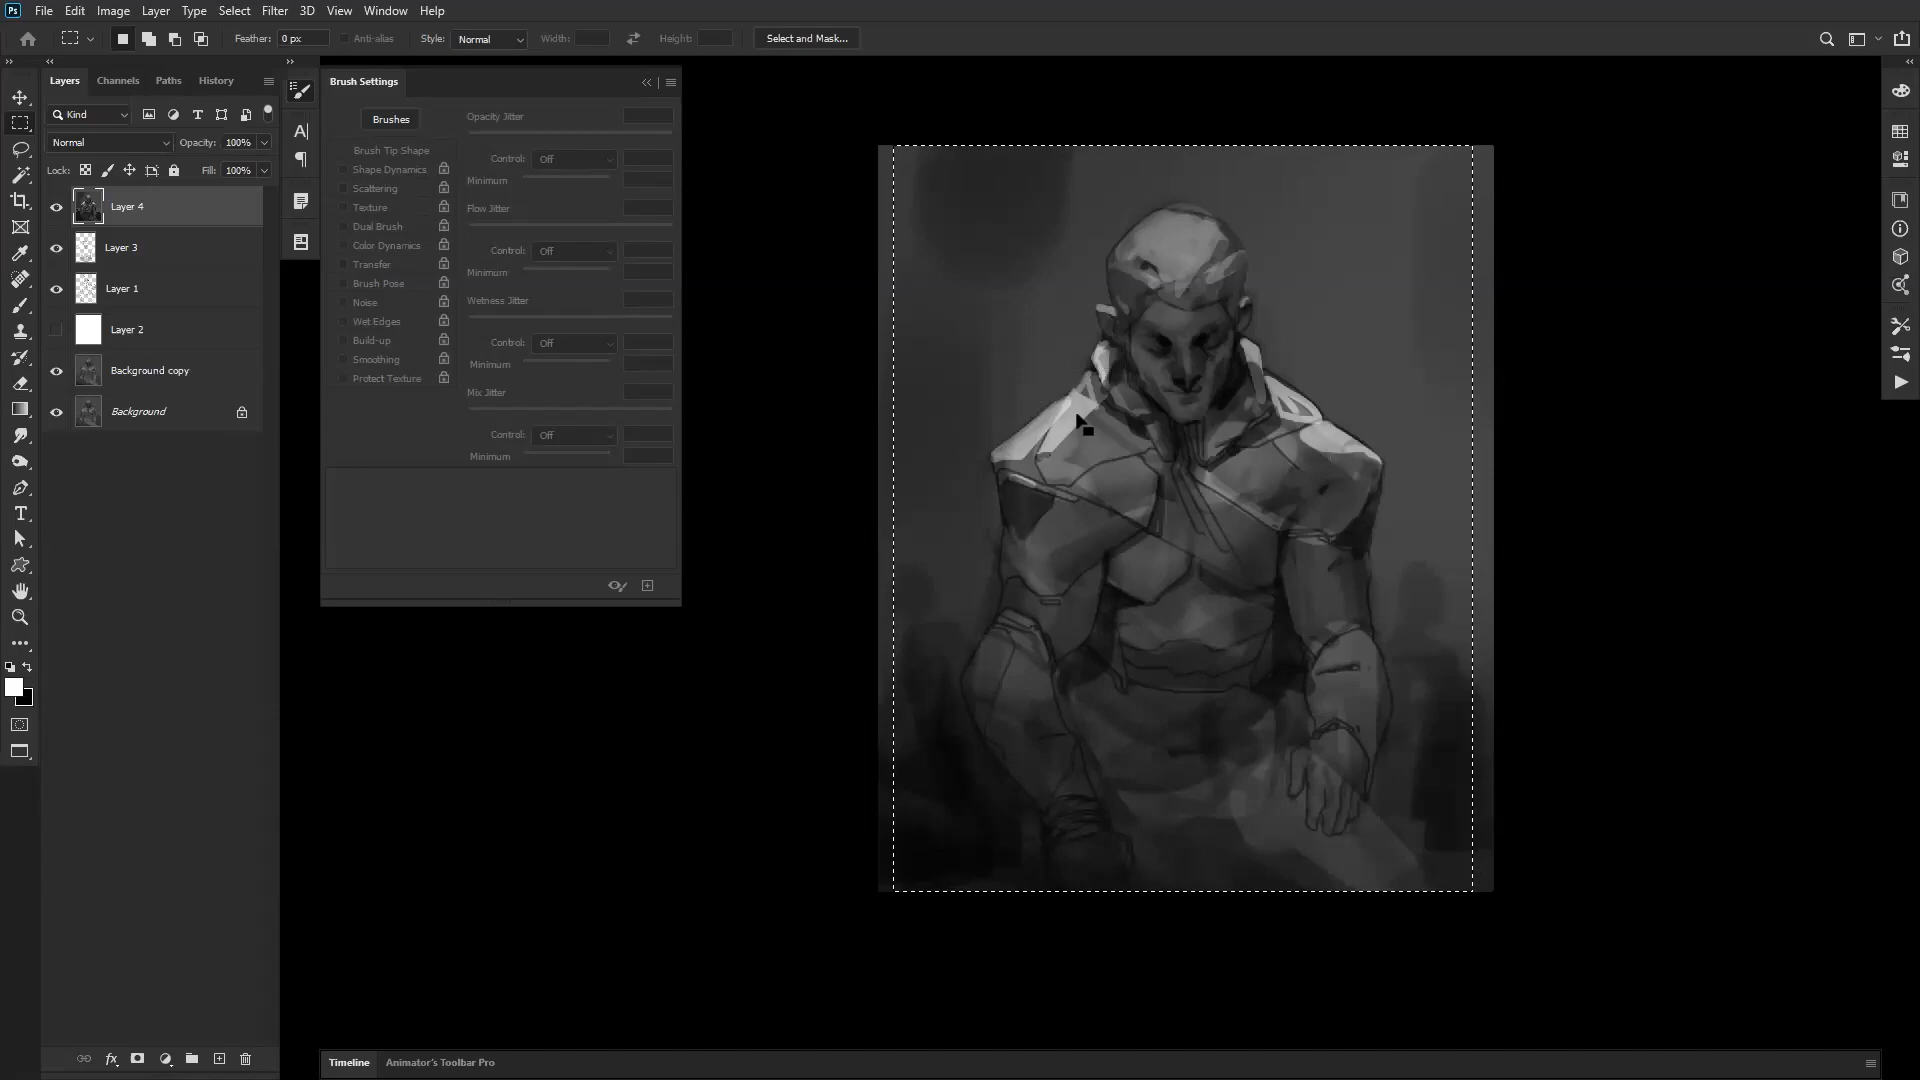 Ps File Edit Image Layer Type Select Filter 3D View Window Help
Feather: 0 px Anti-alias Style: Normal Width: Height: Select and Mask...
Layers Channels Paths History
Kind
Normal Opacity: 100%
Lock: Fill: 100%
Layer 4
Layer 3
Layer 1
Layer 2
Background copy
Background
Brush Settings
Brushes
Brush Tip Shape
Shape Dynamics
Scattering
Texture
Dual Brush
Color Dynamics
Transfer
Brush Pose
Noise
Wet Edges
Build-up
Smoothing
Protect Texture
Opacity Jitter
Control: Off
Minimum
Flow Jitter
Control: Off
Minimum
Wetness Jitter
Control: Off
Minimum
Mix Jitter
Control: Off
Minimum
Timeline Animator's Toolbar Pro